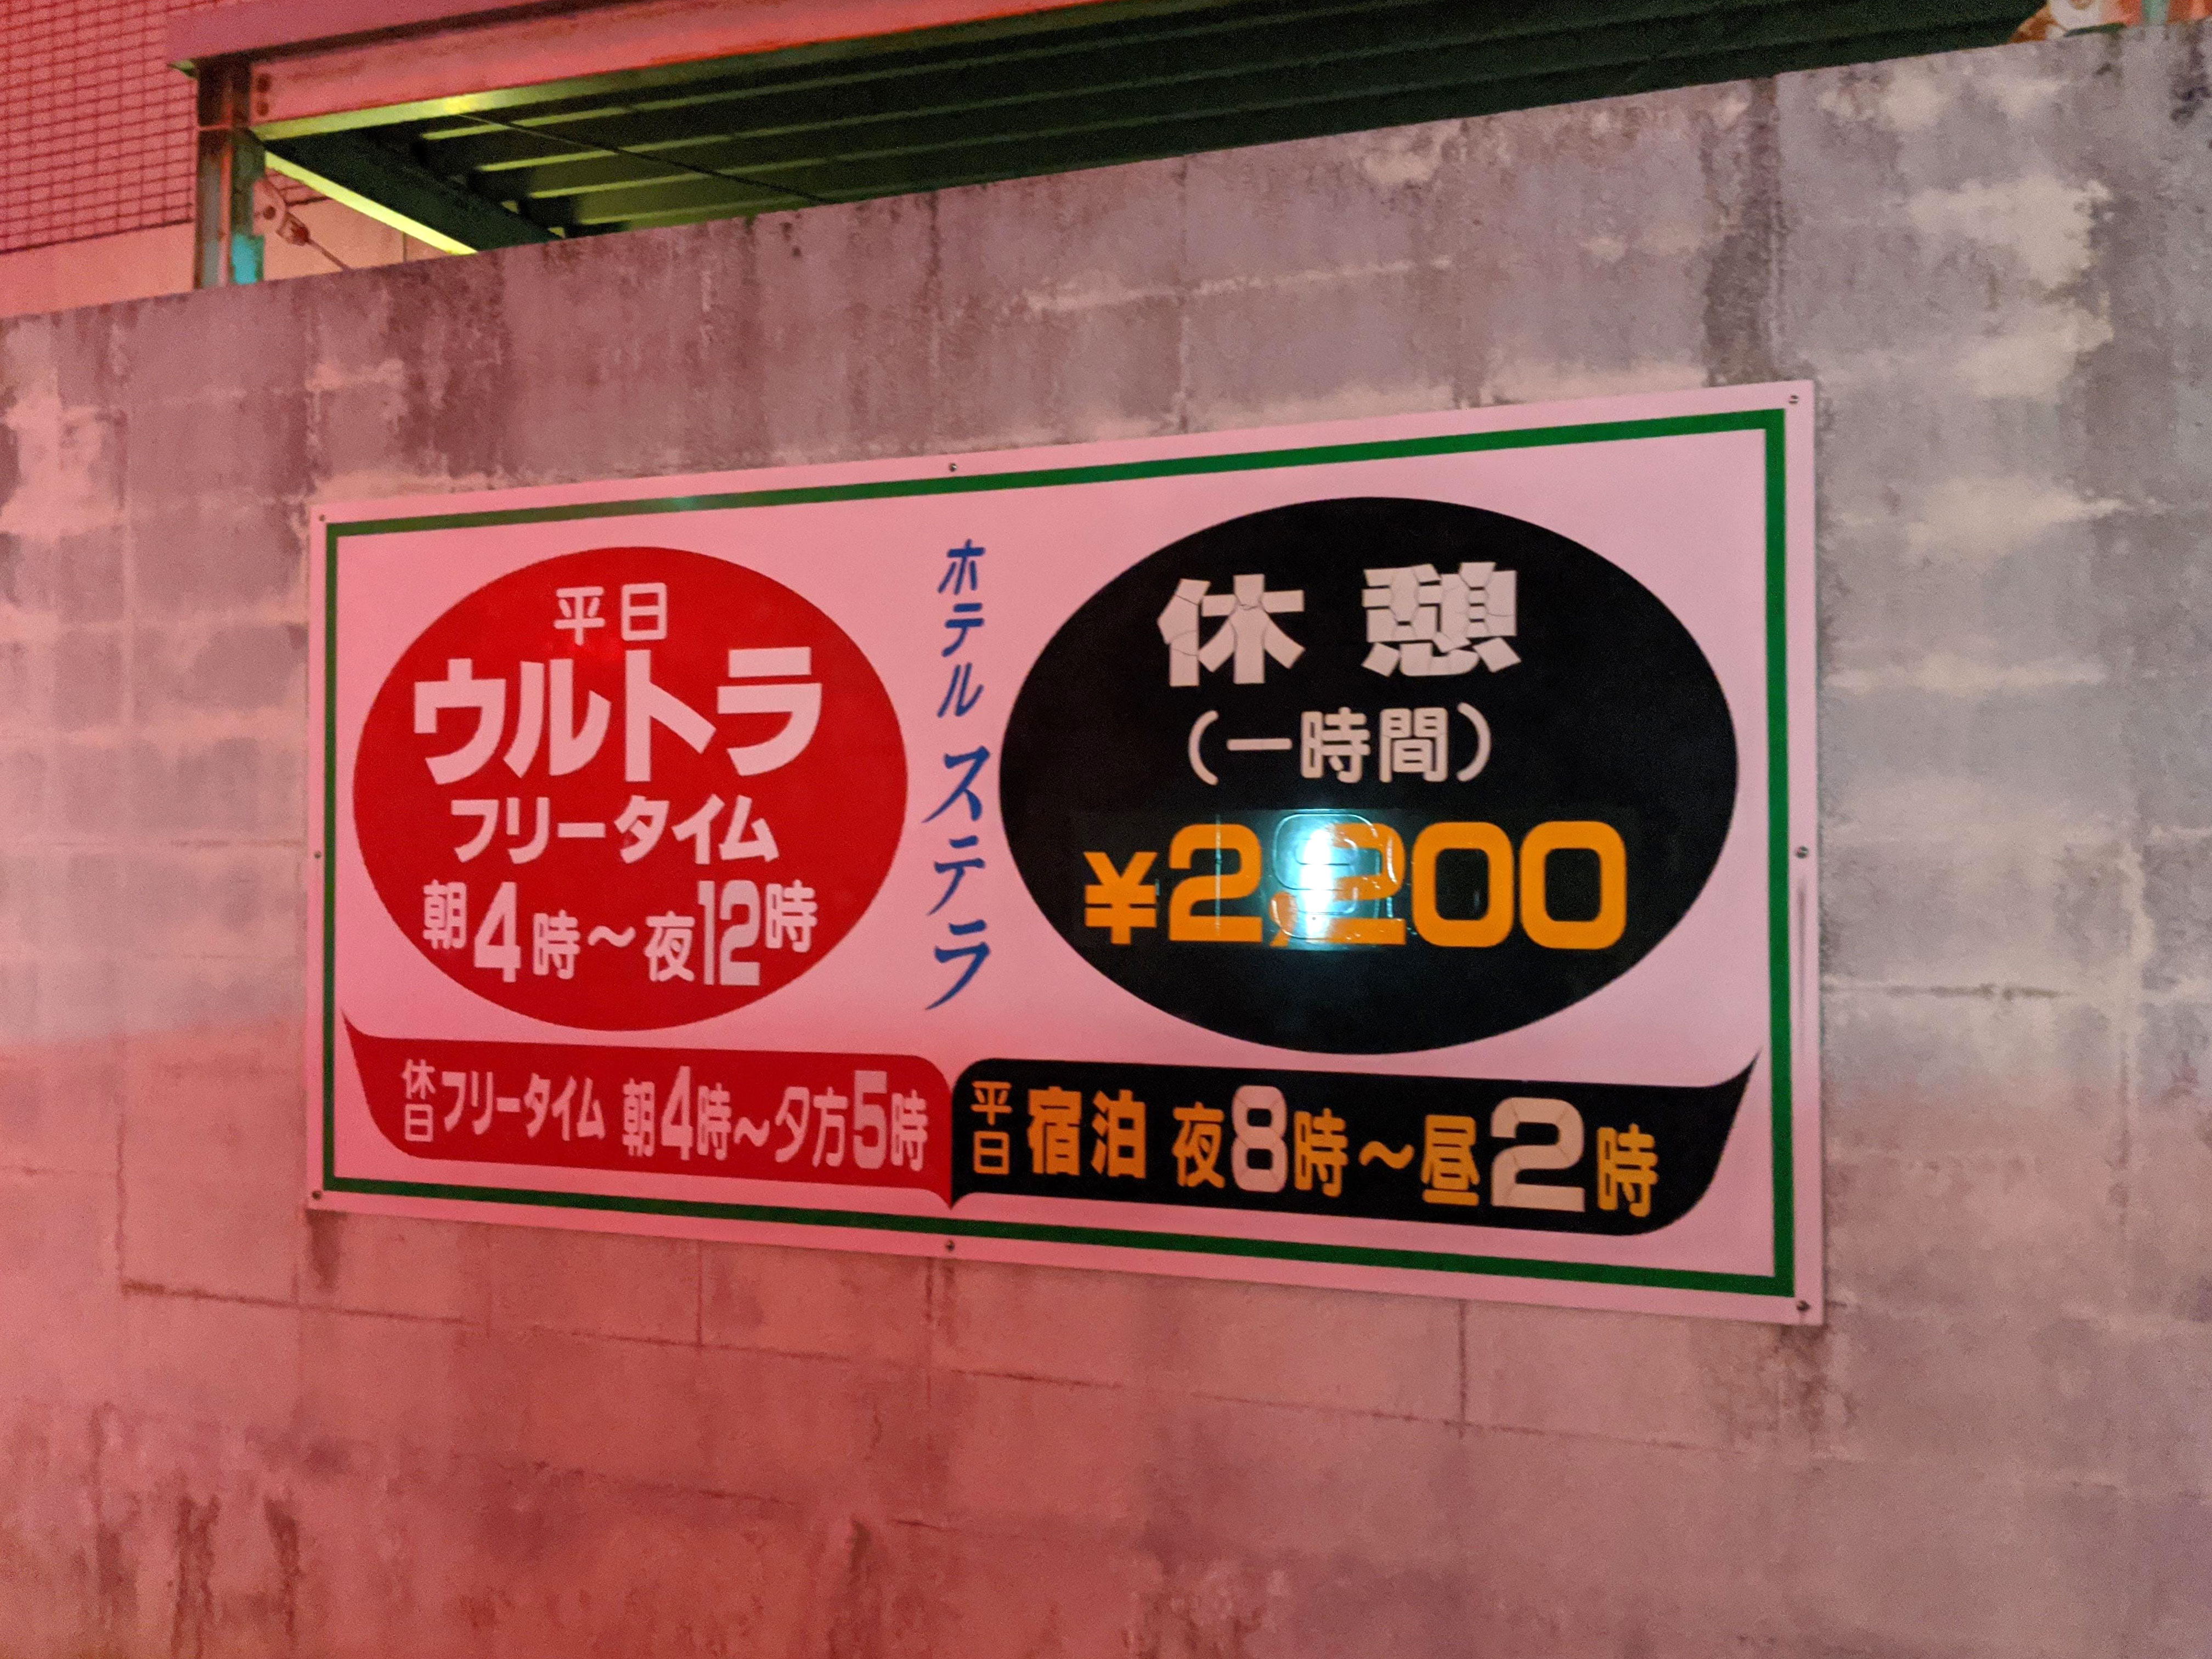 平日
ウルトラ
フリータイム
朝4時～夜12時
ホテル ステラ
休憩
(一時間)
¥2,200
休日フリータイム 朝4時～夕方5時
平日宿泊 夜8時～昼2時